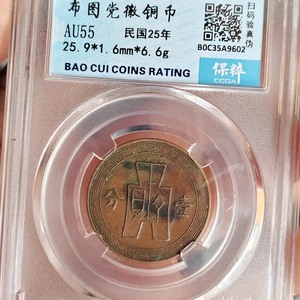 布图党徽铜币
AU55 民国25年
25.9*1.6mm*6.6g
BAO CUI COINS RATING
扫码验真伪
B0C35A9602
保粹
CCGA
分 壹